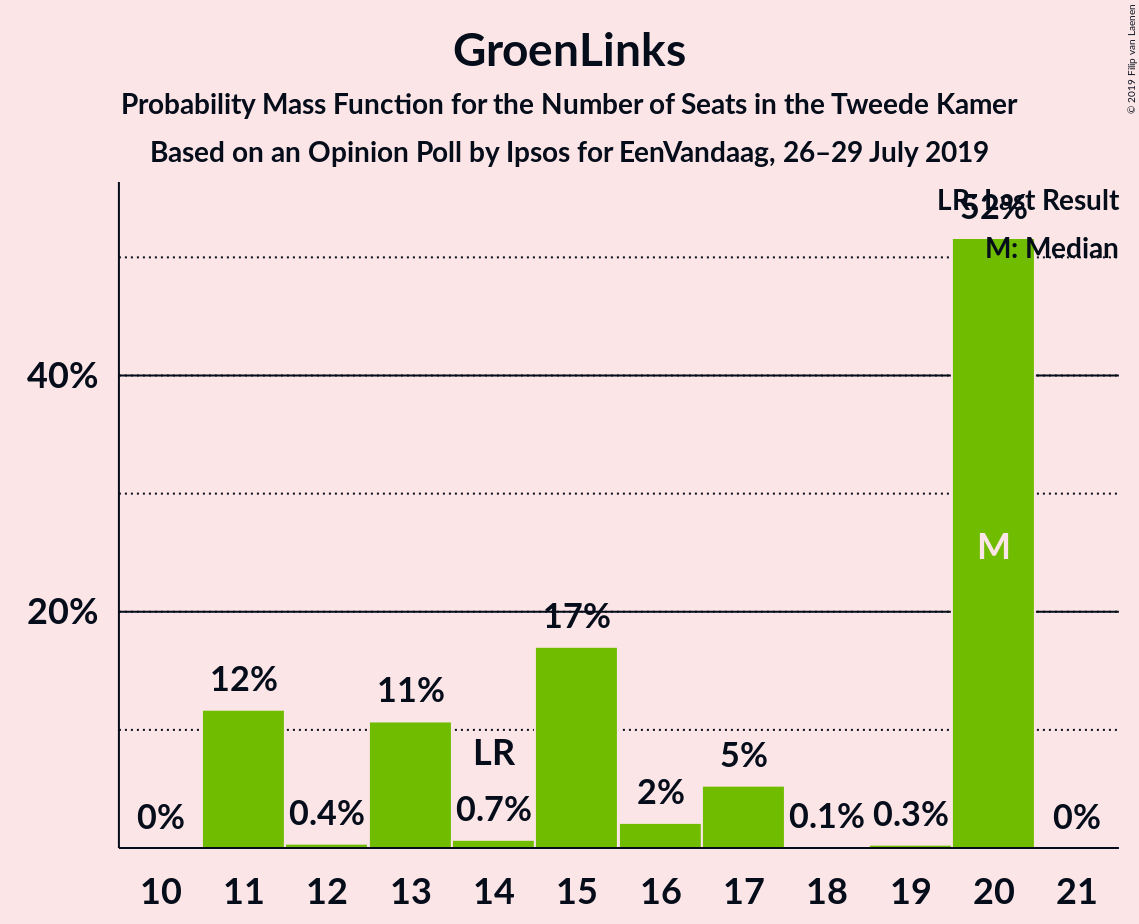 GroenLinks
Probability Mass Function for the Number of Seats in the Tweede Kamer
Based on an Opinion Poll by Ipsos for EenVandaag, 26–29 July 2019
© 2019 Filip van Laenen
LR: Last Result
52%
M: Median
40%
M
20%
17%
12%
11%
LR
5%
2%
0.7%
0.4%
0.3%
0.1%
0%
0%
10 11 12 13 14 15 16 17 18 19 20 21